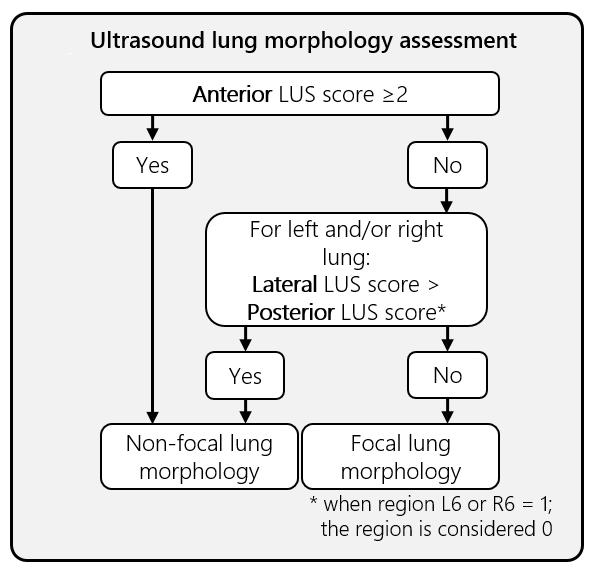 Ultrasound lung morphology assessment
Anterior LUS score ≥2
Yes
No
For left and/or right
lung:
Lateral LUS score >
Posterior LUS score*
Yes
No
Non-focal lung
morphology
Focal lung
morphology
* when region L6 or R6 = 1;
the region is considered 0